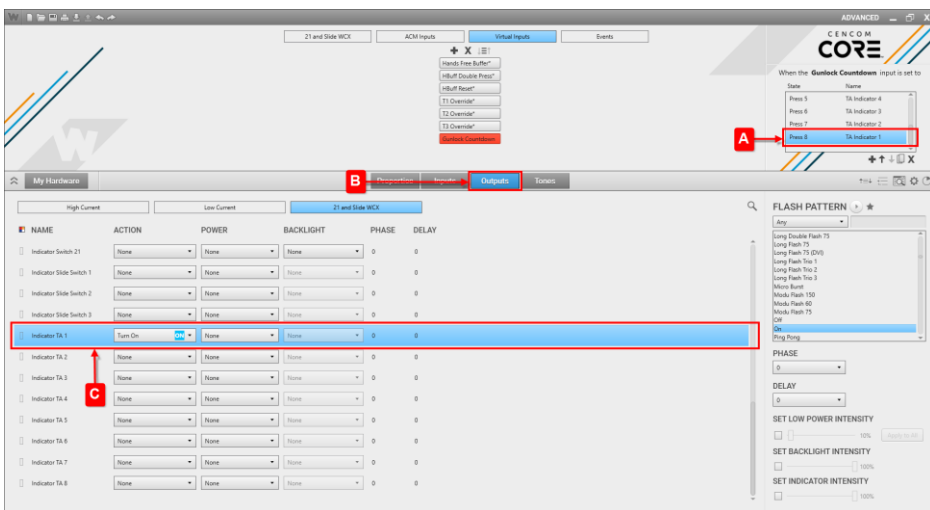 W
ADVANCED
21 and Slide WCX
ACM Inputs
Virtual Inputs
Events
Hands Free Buffer*
HBuff Double Press*
HBuff Reset*
T1 Override*
T2 Override*
T3 Override*
Gunlock Countdown
CENCOM
CORE
When the Gunlock Countdown input is set to
State Name
Press 5 TA Indicator 4
Press 6 TA Indicator 3
Press 7 TA Indicator 2
Press 8 TA Indicator 1
A
My Hardware
B
Properties
Inputs
Outputs
Tones
High Current
Low Current
21 and Slide WCX
NAME ACTION POWER BACKLIGHT PHASE DELAY
Indicator Switch 21 None None None 0 0
Indicator Slide Switch 1 None None None 0 0
Indicator Slide Switch 2 None None None 0 0
Indicator Slide Switch 3 None None None 0 0
Indicator TA 1 Turn On ON None None 0 0
Indicator TA 2 None None None 0 0
Indicator TA 3 None None None 0 0
Indicator TA 4 None None None 0 0
Indicator TA 5 None None None 0 0
Indicator TA 6 None None None 0 0
Indicator TA 7 None None None 0 0
Indicator TA 8 None None None 0 0
C
FLASH PATTERN
Any
Long Double Flash 75
Long Flash 75
Long Flash 75 (DVI)
Long Flash Trio 1
Long Flash Trio 2
Long Flash Trio 3
Micro Burst
Modu Flash 150
Modu Flash 60
Modu Flash 75
Off
On
Ping Pong
PHASE
0
DELAY
0
SET LOW POWER INTENSITY
10% Apply to All
SET BACKLIGHT INTENSITY
100%
SET INDICATOR INTENSITY
100%